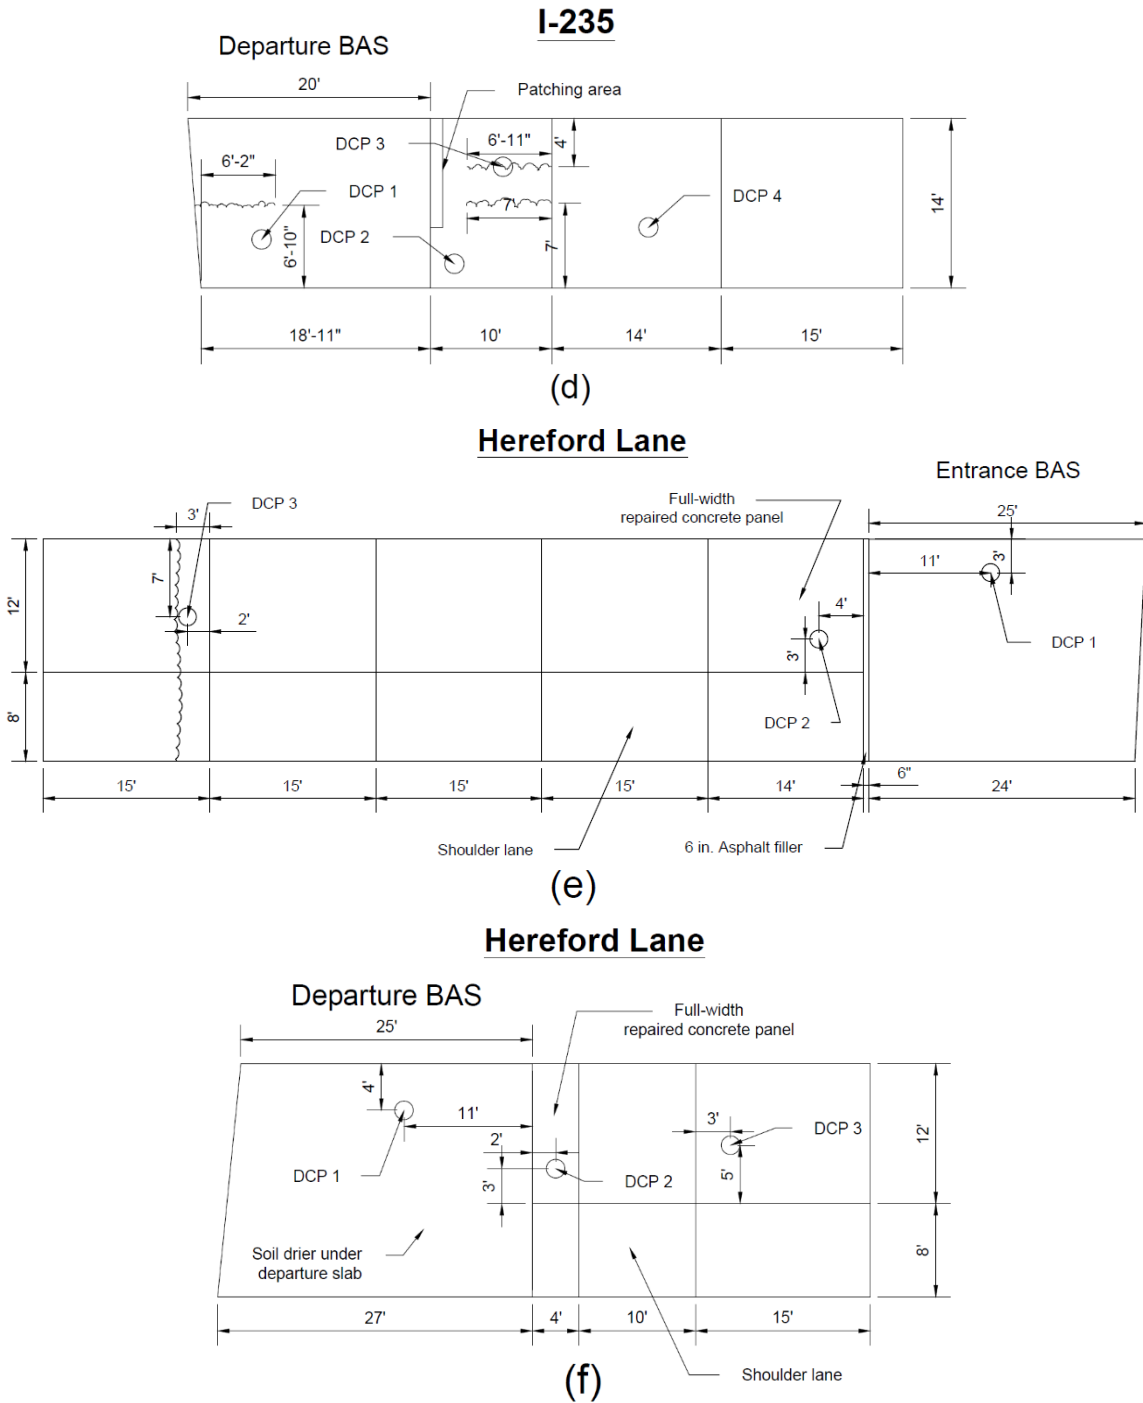 I-235
Departure BAS
20'
Patching area
6'-11"
4'
DCP 3
6'-2"
DCP 1
DCP 4
14'
7'
DCP 2
6'-10"
7'
18'-11"
10'
14'
15'
(d)
Hereford Lane
Entrance BAS
DCP 3
Full-width
repaired concrete panel
25'
3'
7'
11'
3'
12'
2'
4'
3'
DCP 1
8'
DCP 2
15'
15'
15'
15'
14'
6"
24'
Shoulder lane
6 in. Asphalt filler
(e)
Hereford Lane
Departure BAS
Full-width
repaired concrete panel
25'
4'
11'
3'
DCP 3
12'
2'
DCP 1
3'
DCP 2
5'
Soil drier under
departure slab
8'
27'
4'
10'
15'
Shoulder lane
(f)